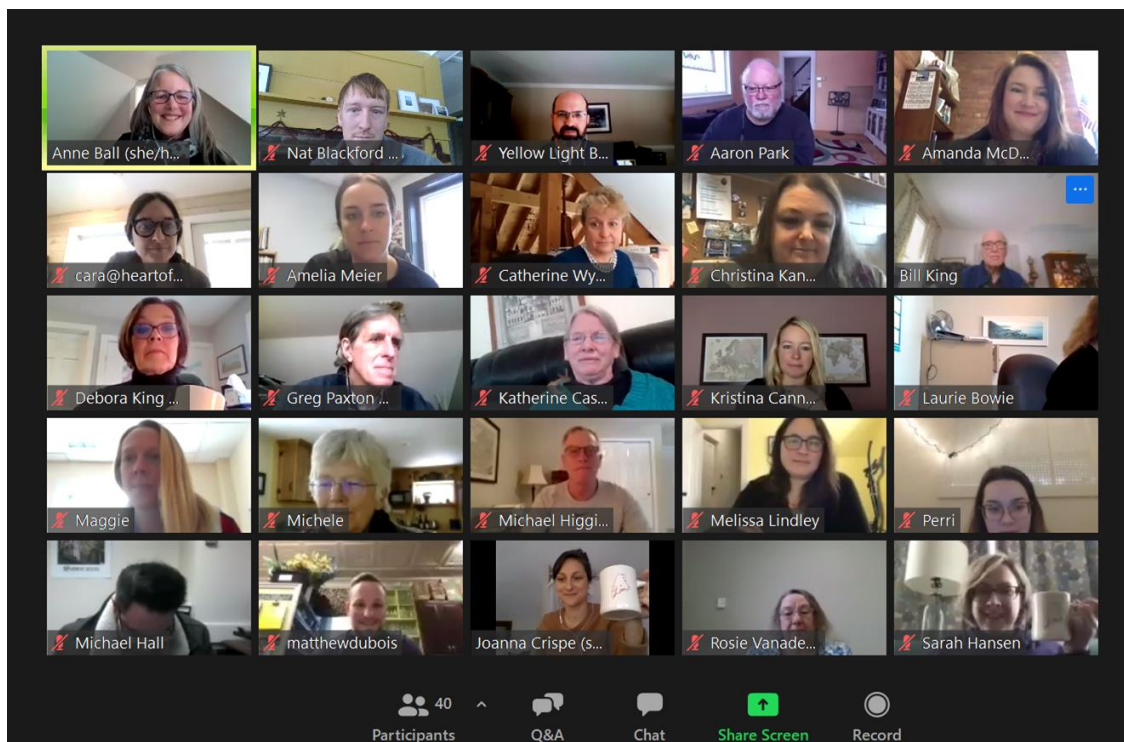 Anne Ball (she/h...
Nat Blackford ...
Yellow Light B...
Aaron Park
Amanda McD...
cara@heartof...
Amelia Meier
Catherine Wy...
Christina Kan...
Bill King
Debora King ...
Greg Paxton ...
Katherine Cas...
Kristina Cann...
Laurie Bowie
Maggie
Michele
Michael Higgi...
Melissa Lindley
Perri
Michael Hall
matthewdubois
Joanna Crispe (s...
Rosie Vanade...
Sarah Hansen
40
Participants
Q&A
Chat
Share Screen
Record